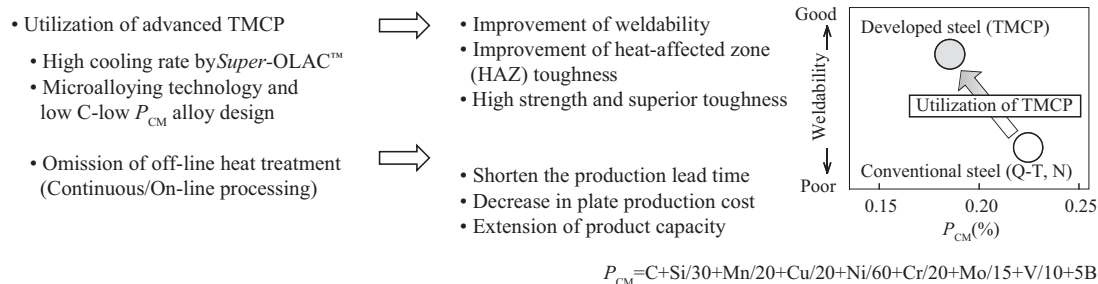 • Utilization of advanced TMCP
• High cooling rate by Super-OLAC™
• Microalloying technology and
low C-low PCM alloy design
• Omission of off-line heat treatment
(Continuous/On-line processing)
• Improvement of weldability
• Improvement of heat-affected zone
(HAZ) toughness
• High strength and superior toughness
• Shorten the production lead time
• Decrease in plate production cost
• Extension of product capacity
Good
Weldability
Poor
Developed steel (TMCP)
Utilization of TMCP
Conventional steel (Q-T, N)
0.15 0.20 0.25
PCM(%)
PCM=C+Si/30+Mn/20+Cu/20+Ni/60+Cr/20+Mo/15+V/10+5B